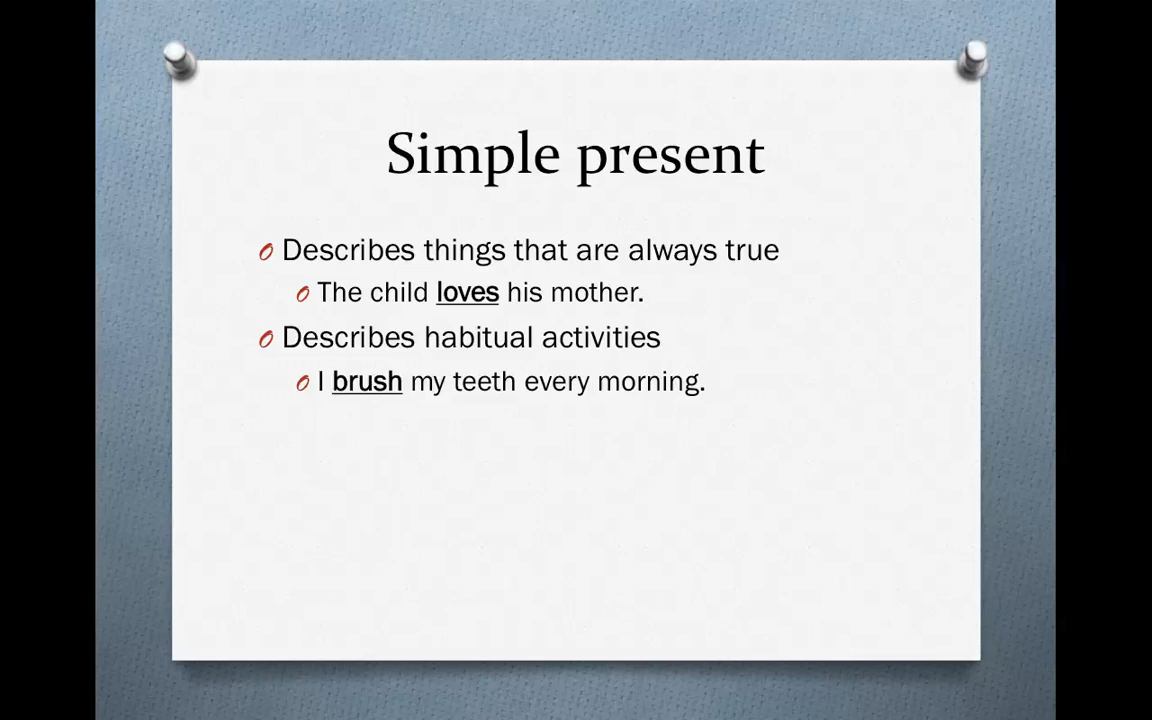 Simple present
Describes things that are always true
The child loves his mother.
Describes habitual activities
I brush my teeth every morning.